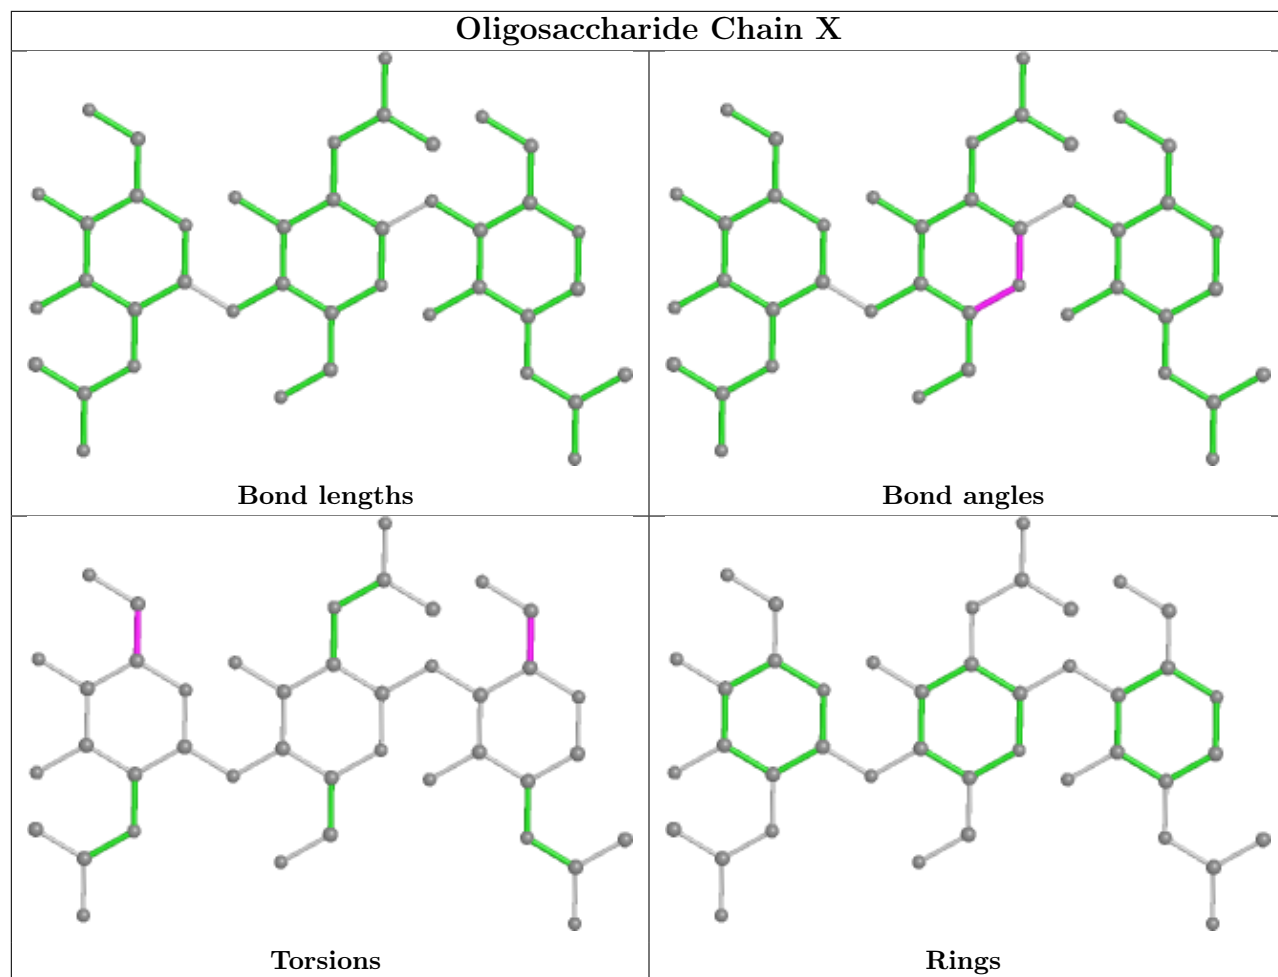 Oligosaccharide Chain X
Bond lengths
Bond angles
Torsions
Rings